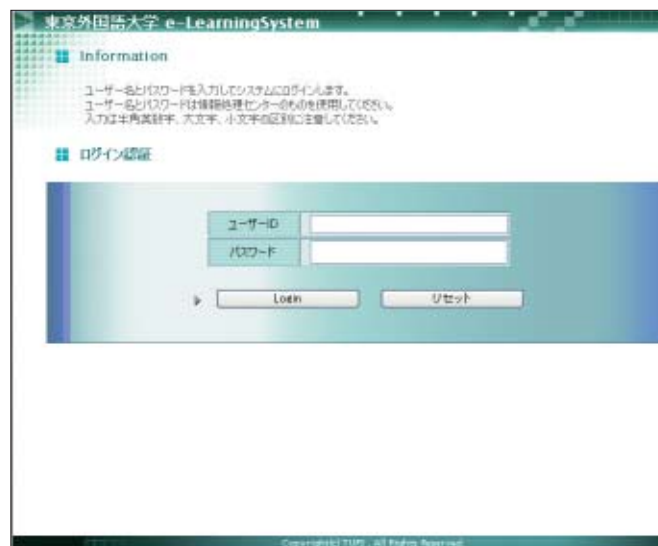 東京外国語大学 e-LearningSystem
Information
ユーザー名とパスワードを入力してシステムにログインします。
ユーザー名とパスワードは情報処理センターのものを使用してください。
入力は半角英数字、大文字、小文字の区別に注意してください。
ログイン認証
ユーザーID
パスワード
Login
リセット
Copyright(c) TUFS . All Rights Reserved